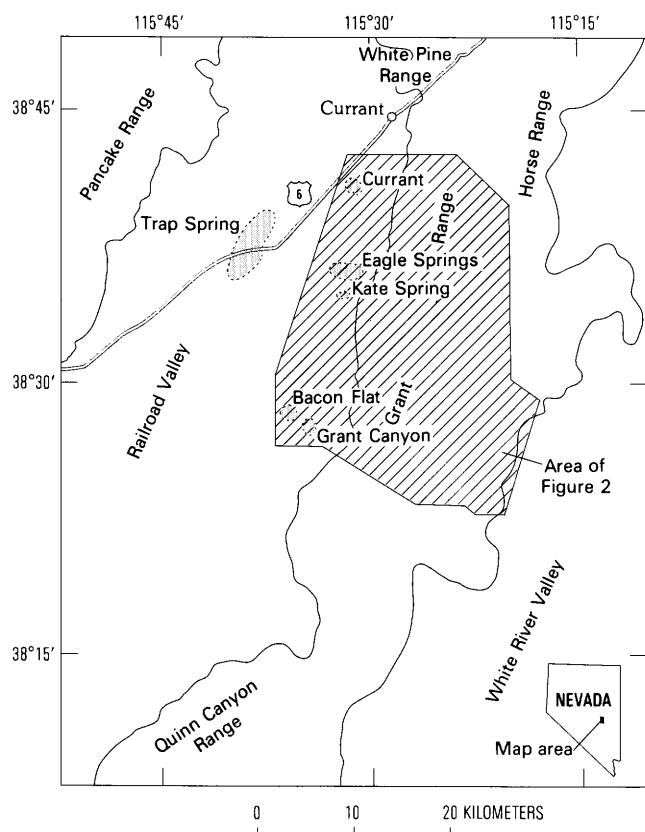 115°45′ 115°30′ 115°15′
White Pine
Range
38°45′
Currant
Pancake Range
Horse Range
6
Currant
Trap Spring
Range
Eagle Springs
Kate Spring
38°30′
Railroad Valley
Bacon Flat
Grant
Grant Canyon
Area of
Figure 2
38°15′
White River Valley
Quinn Canyon
Range
NEVADA
Map area
0 10 20 KILOMETERS